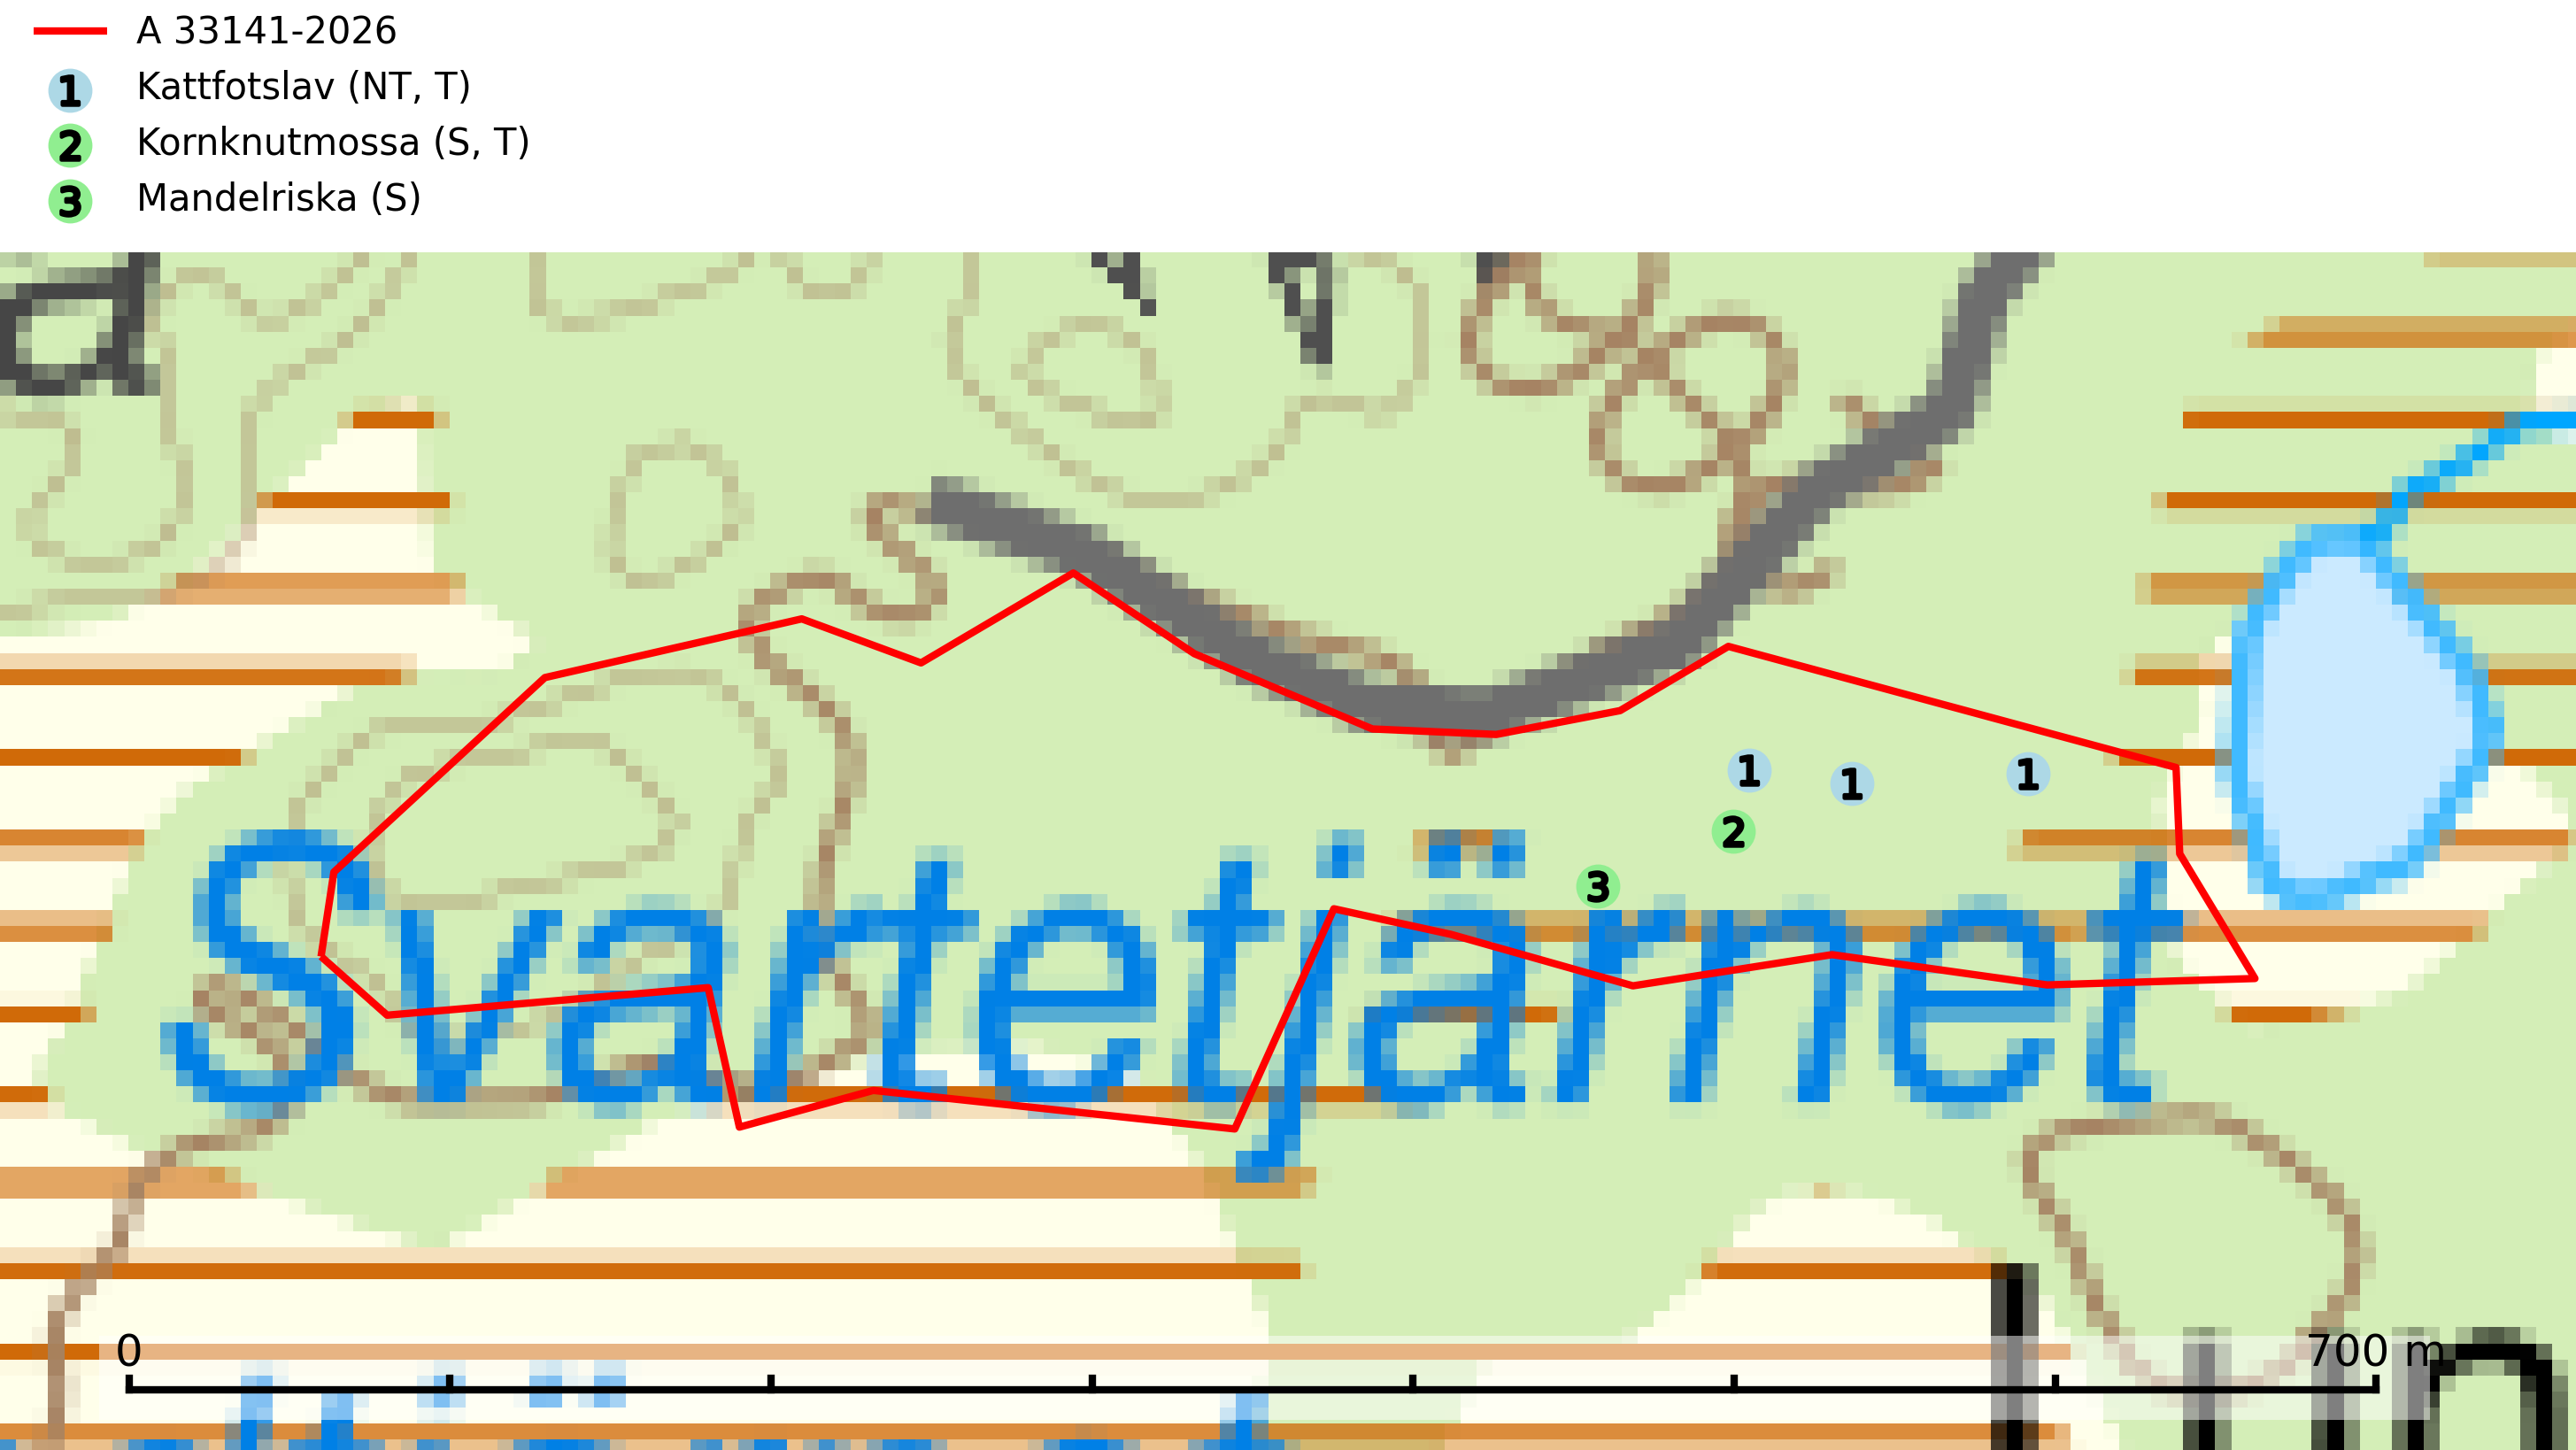 A 33141-2026
1 Kattfotslav (NT, T)
2 Kornknutmossa (S, T)
3 Mandelriska (S)
1 1 1
2
3
Svartetjärnet
0 700 m